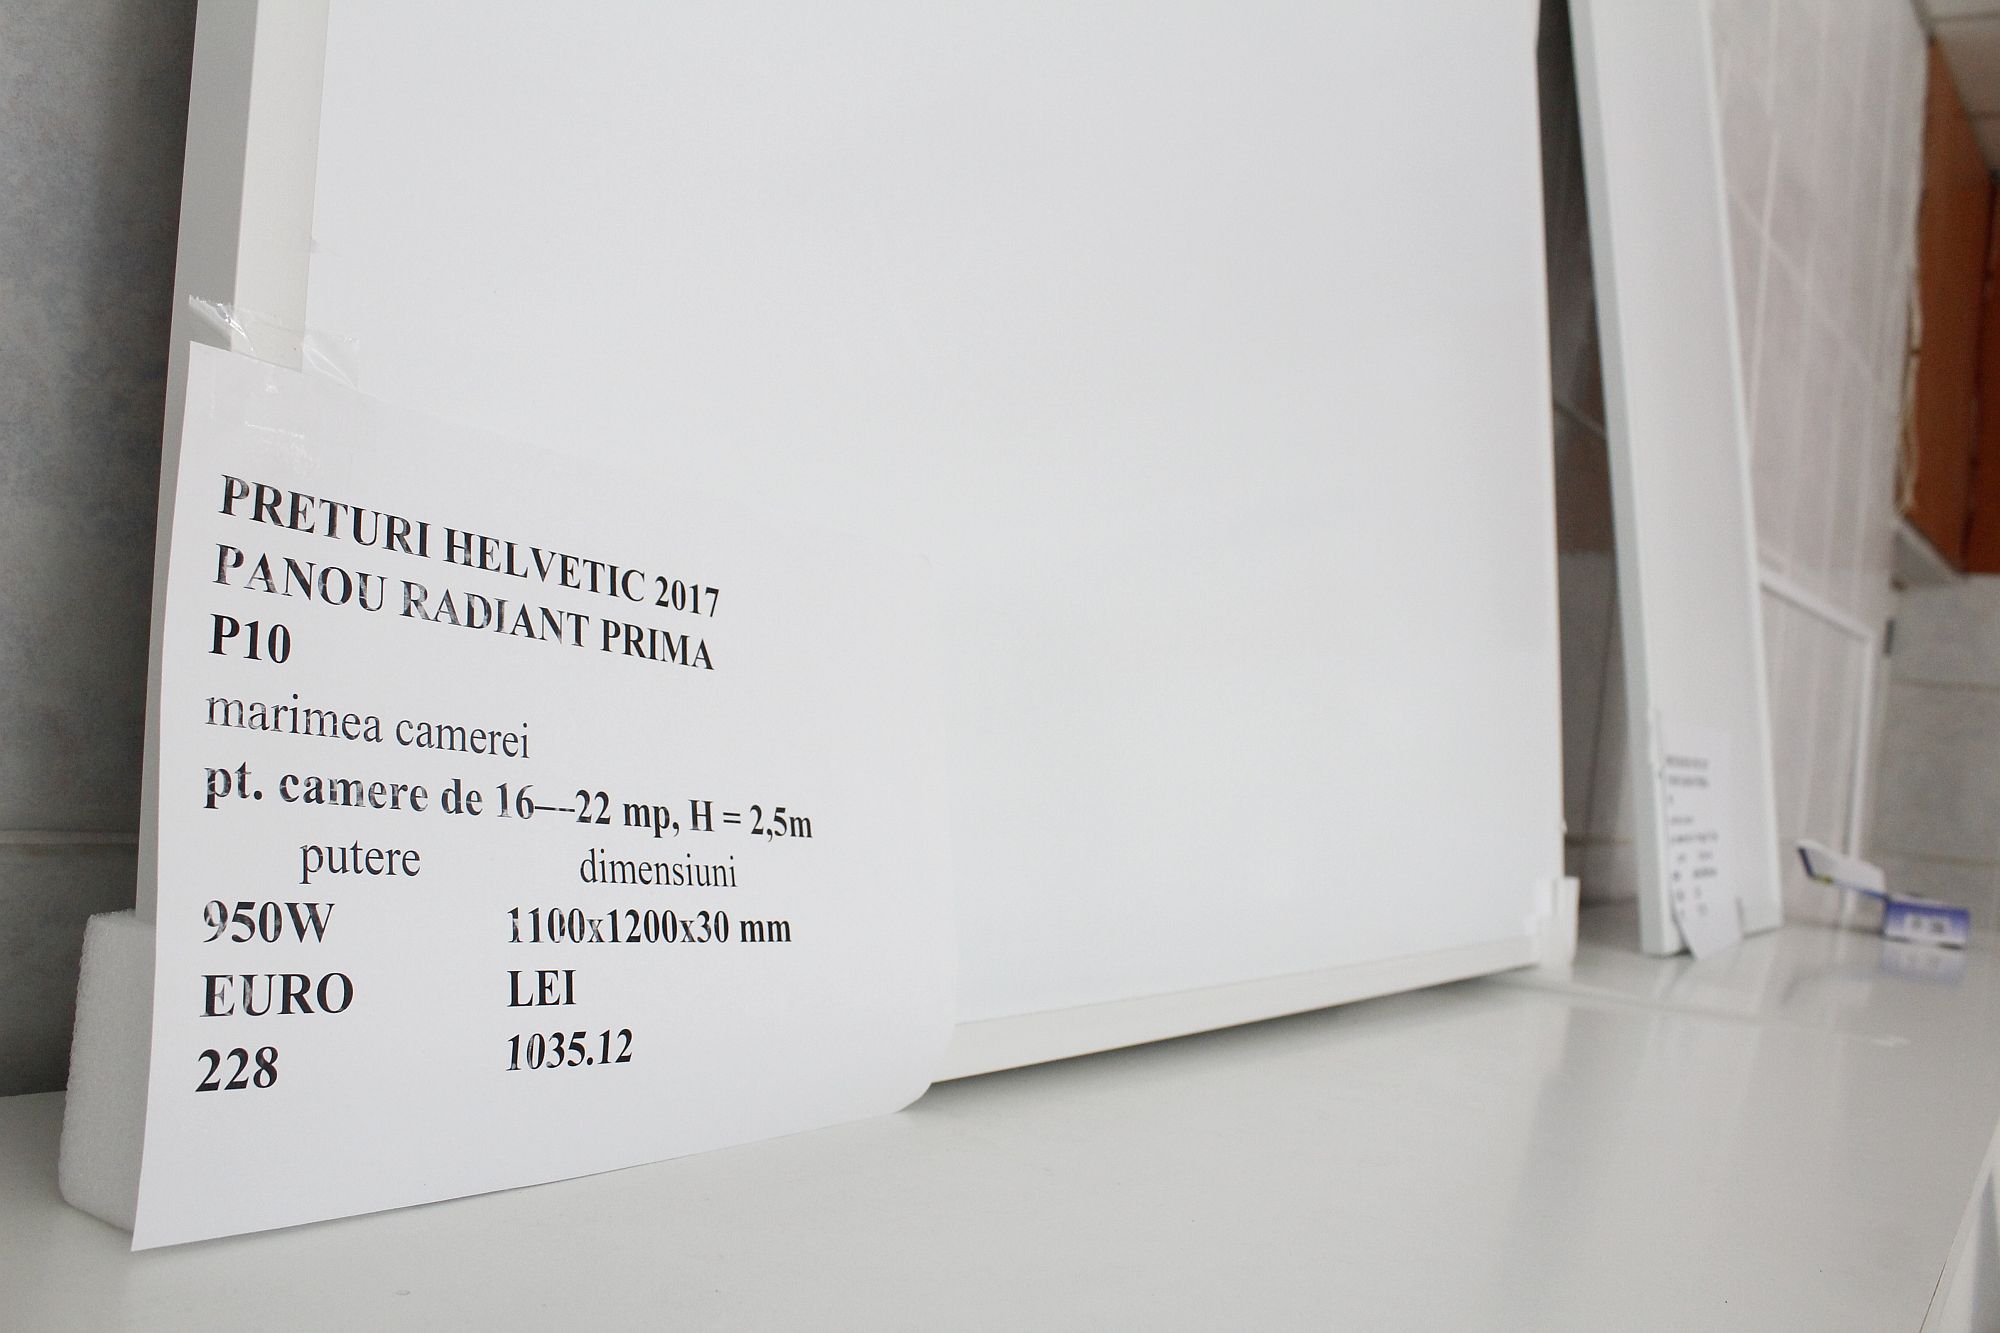 PRETURI HELVETIC 2017
PANOU RADIANT PRIMA
P10
marimea camerei
pt. camere de 16—-22 mp, H = 2,5m
putere dimensiuni
950W 1100x1200x30 mm
EURO LEI
228 1035.12